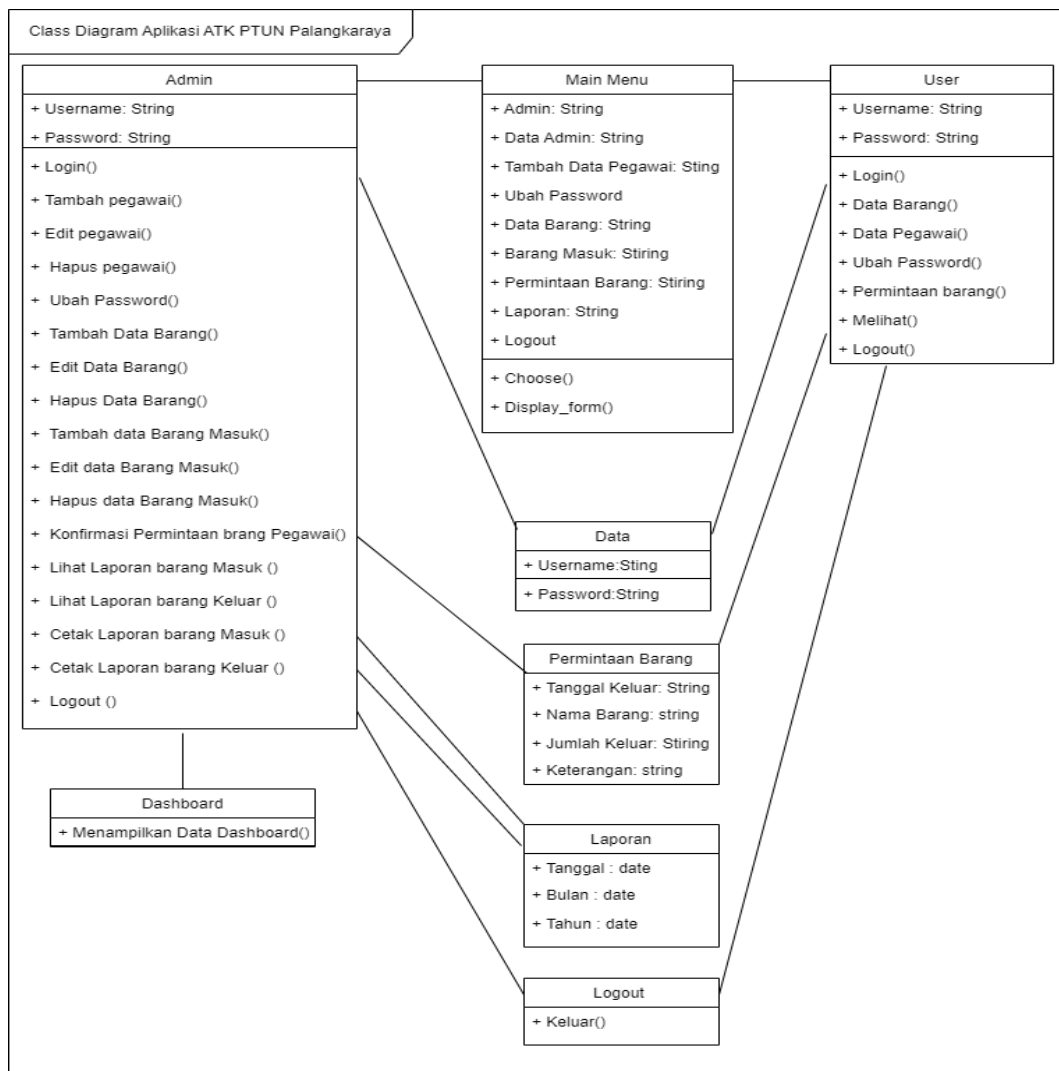 Class Diagram Aplikasi ATK PTUN Palangkaraya
Admin
+ Username: String
+ Password: String
+ Login()
+ Tambah pegawai()
+ Edit pegawai()
+ Hapus pegawai()
+ Ubah Password()
+ Tambah Data Barang()
+ Edit Data Barang()
+ Hapus Data Barang()
+ Tambah data Barang Masuk()
+ Edit data Barang Masuk()
+ Hapus data Barang Masuk()
+ Konfirmasi Permintaan brang Pegawai()
+ Lihat Laporan barang Masuk ()
+ Lihat Laporan barang Keluar ()
+ Cetak Laporan barang Masuk ()
+ Cetak Laporan barang Keluar ()
+ Logout ()
Main Menu
+ Admin: String
+ Data Admin: String
+ Tambah Data Pegawai: Sting
+ Ubah Password
+ Data Barang: String
+ Barang Masuk: Stiring
+ Permintaan Barang: Stiring
+ Laporan: String
+ Logout
+ Choose()
+ Display_form()
User
+ Username: String
+ Password: String
+ Login()
+ Data Barang()
+ Data Pegawai()
+ Ubah Password()
+ Permintaan barang()
+ Melihat()
+ Logout()
Data
+ Username:Sting
+ Password:String
Permintaan Barang
+ Tanggal Keluar: String
+ Nama Barang: string
+ Jumlah Keluar: Stiring
+ Keterangan: string
Dashboard
+ Menampilkan Data Dashboard()
Laporan
+ Tanggal : date
+ Bulan : date
+ Tahun : date
Logout
+ Keluar()